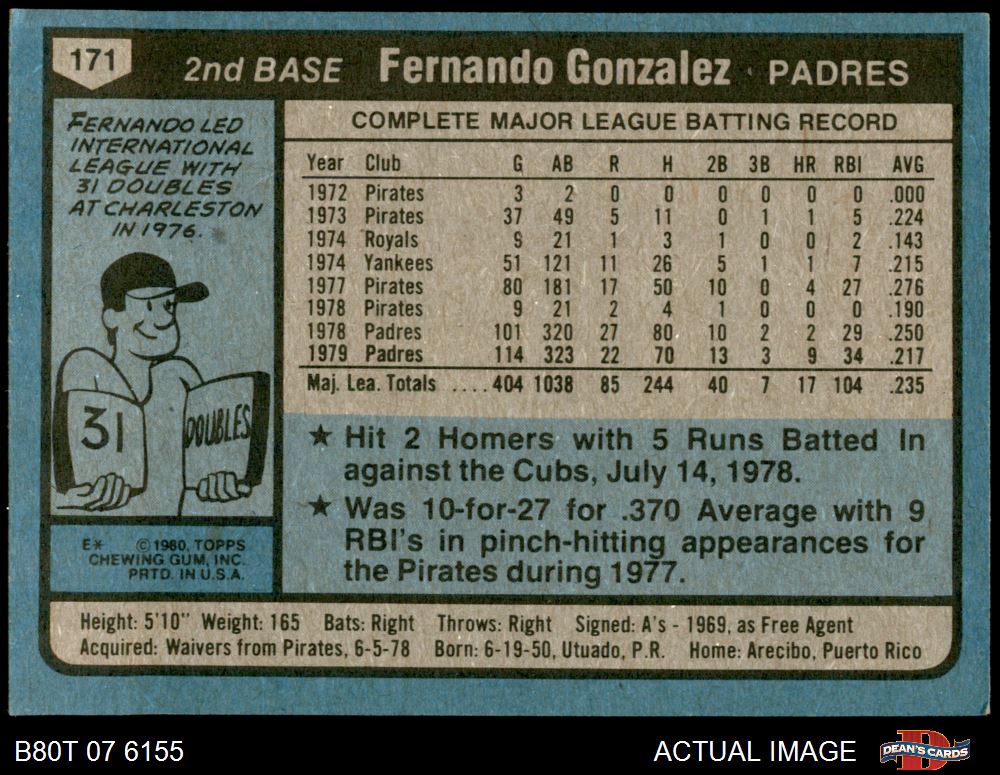 171
2nd BASE Fernando Gonzalez · PADRES
FERNANDO LED
INTERNATIONAL
LEAGUE WITH
31 DOUBLES
AT CHARLESTON
IN 1976.
31 DOUBLES
E* © 1980, TOPPS
CHEWING GUM, INC.
PRTD. IN U.S.A.
COMPLETE MAJOR LEAGUE BATTING RECORD
Year Club G AB R H 2B 3B HR RBI AVG
1972 Pirates 3 2 0 0 0 0 0 0 .000
1973 Pirates 37 49 5 11 0 1 1 5 .224
1974 Royals 9 21 1 3 1 0 0 2 .143
1974 Yankees 51 121 11 26 5 1 1 7 .215
1977 Pirates 80 181 17 50 10 0 4 27 .276
1978 Pirates 9 21 2 4 1 0 0 0 .190
1978 Padres 101 320 27 80 10 2 2 29 .250
1979 Padres 114 323 22 70 13 3 9 34 .217
Maj. Lea. Totals ....404 1038 85 244 40 7 17 104 .235
★ Hit 2 Homers with 5 Runs Batted In
against the Cubs, July 14, 1978.
★ Was 10-for-27 for .370 Average with 9
RBI's in pinch-hitting appearances for
the Pirates during 1977.
Height: 5'10" Weight: 165 Bats: Right Throws: Right Signed: A's - 1969, as Free Agent
Acquired: Waivers from Pirates, 6-5-78 Born: 6-19-50, Utuado, P.R. Home: Arecibo, Puerto Rico
B80T 07 6155 ACTUAL IMAGE DEAN'S CARDS